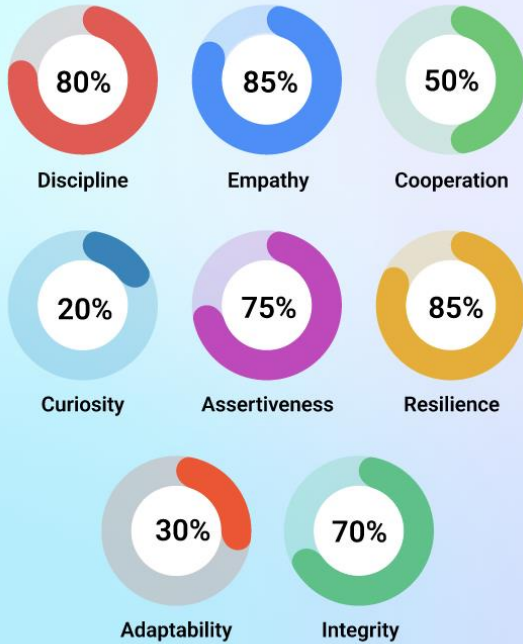 80% 85% 50%
Discipline Empathy Cooperation
20% 75% 85%
Curiosity Assertiveness Resilience
30% 70%
Adaptability Integrity